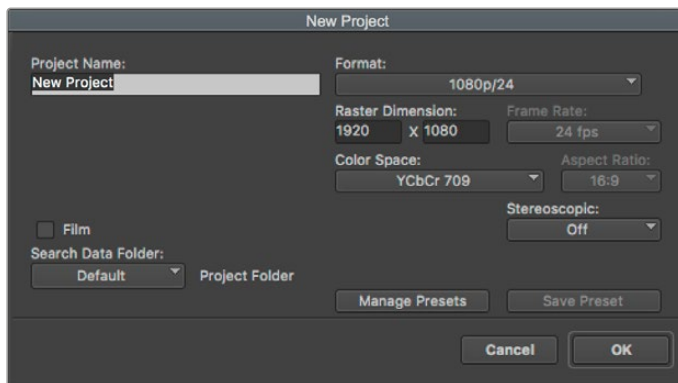 New Project
Project Name:
New Project
Format:
1080p/24
Raster Dimension:
Frame Rate:
1920 x 1080
24 fps
Color Space:
Aspect Ratio:
YCbCr 709
16:9
Stereoscopic:
Film
Off
Search Data Folder:
Default
Project Folder
Manage Presets
Save Preset
Cancel
OK